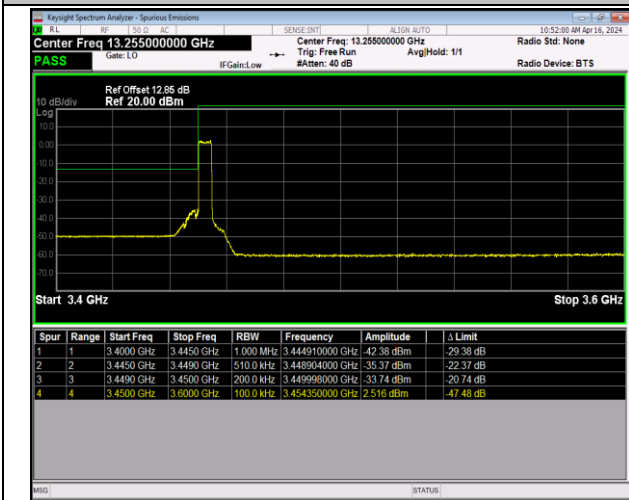 Keysight Spectrum Analyzer - Spurious Emissions
RL RF 50 Ω AC SENSE:INT ALIGN AUTO 10:52:00 AM Apr 16, 2024
Center Freq 13.255000000 GHz Center Freq: 13.255000000 GHz Radio Std: None
PASS Gate: LO IFGain:Low Trig: Free Run Avg|Hold: 1/1
#Atten: 40 dB Radio Device: BTS
Ref Offset 12.85 dB
10 dB/div Ref 20.00 dBm
Log
10.0
0.00
-10.0
-20.0
-30.0
-40.0
-50.0
-60.0
-70.0
Start 3.4 GHz Stop 3.6 GHz
Spur Range Start Freq Stop Freq RBW Frequency Amplitude Δ Limit
1 1 3.4000 GHz 3.4450 GHz 1.000 MHz 3.444910000 GHz -42.38 dBm -29.38 dB
2 2 3.4450 GHz 3.4490 GHz 510.0 kHz 3.448904000 GHz -35.37 dBm -22.37 dB
3 3 3.4490 GHz 3.4500 GHz 200.0 kHz 3.449998000 GHz -33.74 dBm -20.74 dB
4 4 3.4500 GHz 3.6000 GHz 100.0 kHz 3.454350000 GHz 2.516 dBm -47.48 dB
MSG STATUS